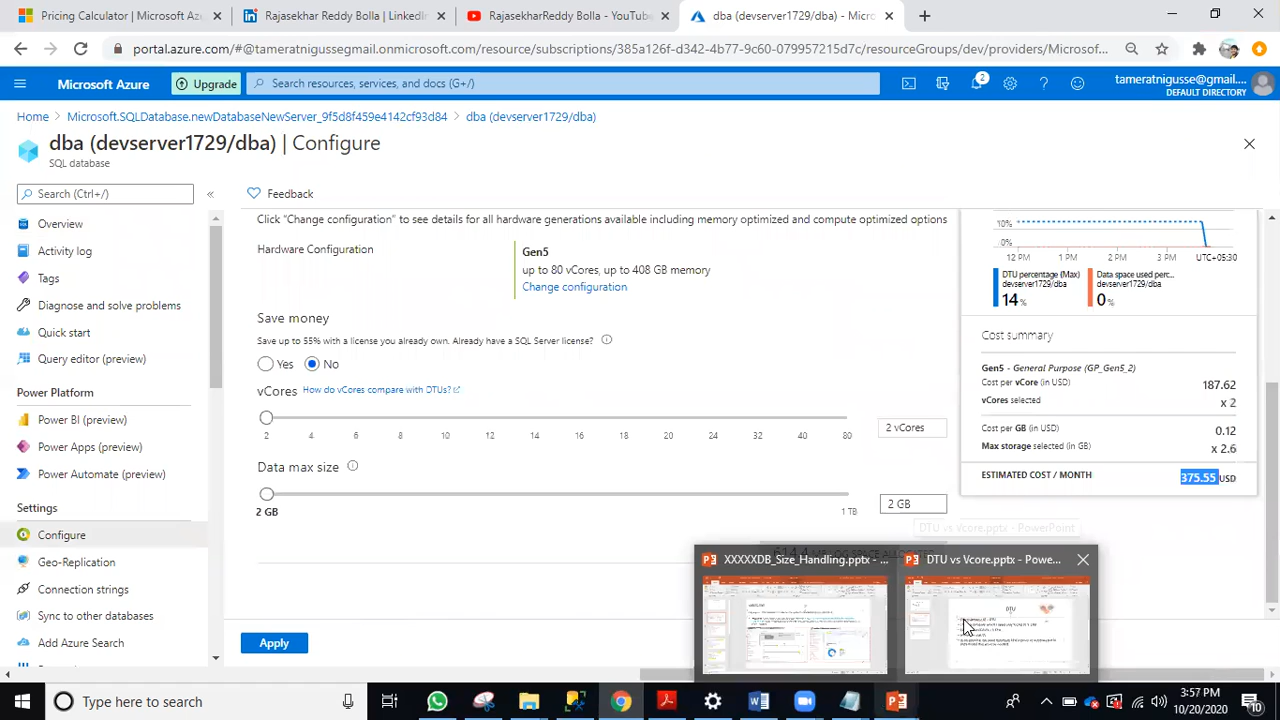 Pricing Calculator | Microsoft Az
Rajasekhar Reddy Bolla | LinkedIn
RajasekharReddy Bolla - YouTube
dba (devserver1729/dba) - Micro
portal.azure.com/#@tameratnigussegmail.onmicrosoft.com/resource/subscriptions/385a126f-d342-4b77-9c60-079957215d7c/resourceGroups/dev/providers/Microsof...
Microsoft Azure
Upgrade
Search resources, services, and docs (G+/)
2
tameratnigusse@gmail....
DEFAULT DIRECTORY
Home > Microsoft.SQLDatabase.newDatabaseNewServer_9f5d8f459e4142cf93d84 > dba (devserver1729/dba)
dba (devserver1729/dba) | Configure
SQL database
Search (Ctrl+/)
Feedback
Overview
Activity log
Tags
Diagnose and solve problems
Quick start
Query editor (preview)
Power Platform
Power BI (preview)
Power Apps (preview)
Power Automate (preview)
Settings
Configure
Geo-Replication
Connection strings
Sync to other databases
Add Azure Search
Click "Change configuration" to see details for all hardware generations available including memory optimized and compute optimized options
Hardware Configuration
Gen5
up to 80 vCores, up to 408 GB memory
Change configuration
Save money
Save up to 55% with a license you already own. Already have a SQL Server license?
Yes No
vCores How do vCores compare with DTUs?
2 4 6 8 10 12 14 16 18 20 24 32 40 80
2 vCores
Data max size
2 GB 1 TB
2 GB
Apply
10%
0%
12 PM 1 PM 2 PM 3 PM UTC+05:30
DTU percentage (Max)
devserver1729/dba
14 %
Data space used perc...
devserver1729/dba
0 %
Cost summary
Gen5 - General Purpose (GP_Gen5_2)
Cost per vCore (in USD) 187.62
vCores selected x 2
Cost per GB (in USD) 0.12
Max storage selected (in GB) x 2.6
ESTIMATED COST / MONTH 375.55 USD
DTU vs Vcore.pptx - PowerPoint
XXXXXDB_Size_Handling.pptx - ...
DTU vs Vcore.pptx - Powe...
DTU
Type here to search
3:57 PM
10/20/2020
10